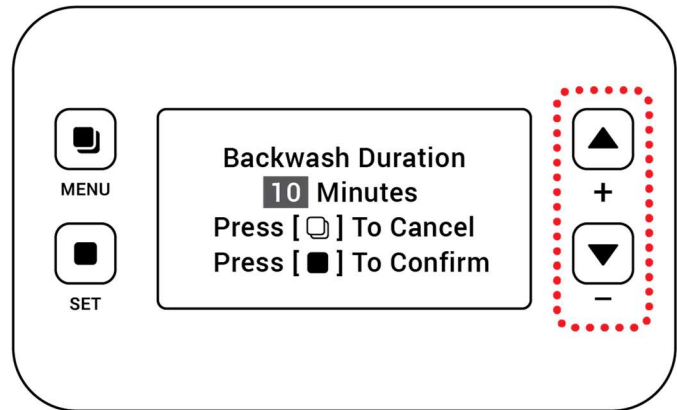 MENU
SET
Backwash Duration
10 Minutes
Press [ ] To Cancel
Press [ ] To Confirm
+
–